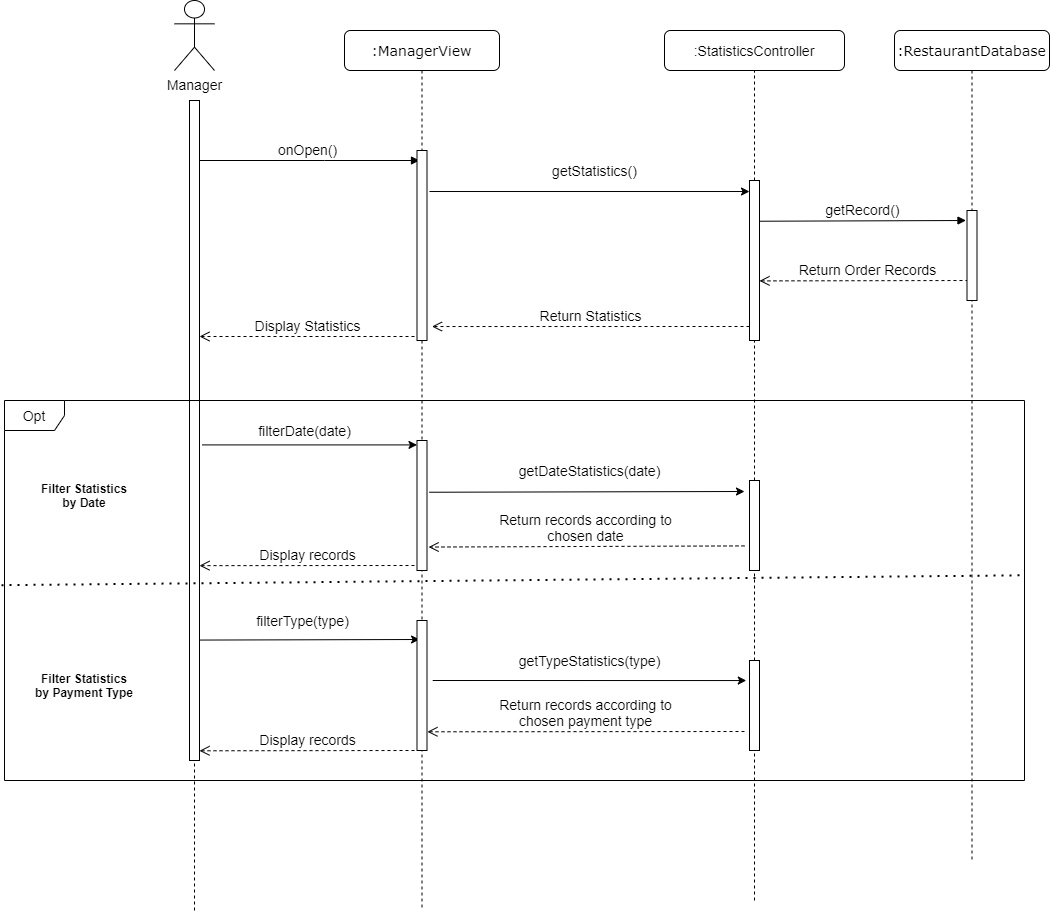 :ManagerView
:StatisticsController
:RestaurantDatabase
Manager
onOpen()
getStatistics()
getRecord()
Return Order Records
Return Statistics
Display Statistics
Opt
filterDate(date)
getDateStatistics(date)
Filter Statistics
by Date
Return records according to
chosen date
Display records
filterType(type)
getTypeStatistics(type)
Filter Statistics
by Payment Type
Return records according to
chosen payment type
Display records